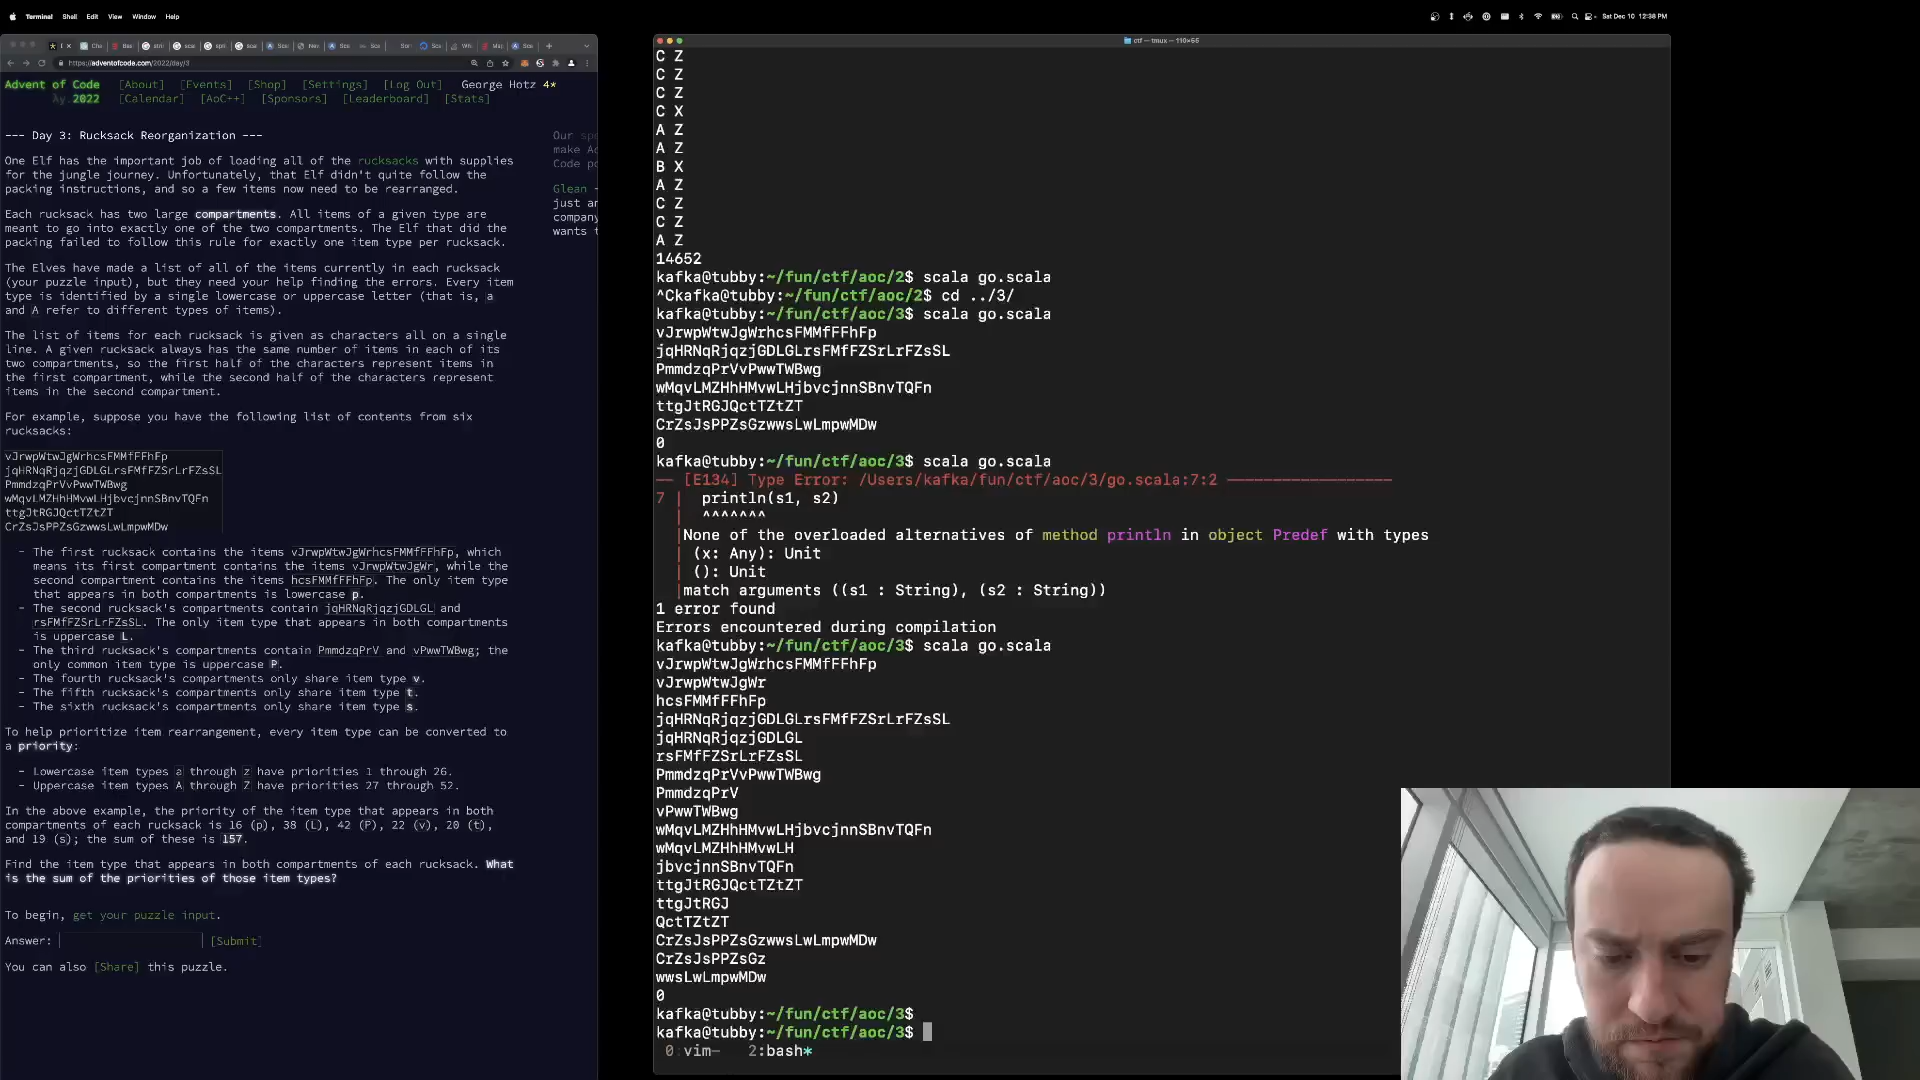 Terminal Shell Edit View Window Help
Sat Dec 10 12:38 PM
https://adventofcode.com/2022/day/3
Advent of Code [About] [Events] [Shop] [Settings] [Log Out] George Hotz 4*
λy.2022 [Calendar] [AoC++] [Sponsors] [Leaderboard] [Stats]
--- Day 3: Rucksack Reorganization ---
One Elf has the important job of loading all of the rucksacks with supplies
for the jungle journey. Unfortunately, that Elf didn't quite follow the
packing instructions, and so a few items now need to be rearranged.
Each rucksack has two large compartments. All items of a given type are
meant to go into exactly one of the two compartments. The Elf that did the
packing failed to follow this rule for exactly one item type per rucksack.
The Elves have made a list of all of the items currently in each rucksack
(your puzzle input), but they need your help finding the errors. Every item
type is identified by a single lowercase or uppercase letter (that is, a
and A refer to different types of items).
The list of items for each rucksack is given as characters all on a single
line. A given rucksack always has the same number of items in each of its
two compartments, so the first half of the characters represent items in
the first compartment, while the second half of the characters represent
items in the second compartment.
For example, suppose you have the following list of contents from six
rucksacks:
vJrwpWtwJgWrhcsFMMfFFhFp
jqHRNqRjqzjGDLGLrsFMfFZSrLrFZsSL
PmmdzqPrVvPwwTWBwg
wMqvLMZHhHMvwLHjbvcjnnSBnvTQFn
ttgJtRGJQctTZtZT
CrZsJsPPZsGzwwsLwLmpwMDw
- The first rucksack contains the items vJrwpWtwJgWrhcsFMMfFFhFp, which
means its first compartment contains the items vJrwpWtwJgWr, while the
second compartment contains the items hcsFMMfFFhFp. The only item type
that appears in both compartments is lowercase p.
- The second rucksack's compartments contain jqHRNqRjqzjGDLGL and
rsFMfFZSrLrFZsSL. The only item type that appears in both compartments
is uppercase L.
- The third rucksack's compartments contain PmmdzqPrV and vPwwTWBwg; the
only common item type is uppercase P.
- The fourth rucksack's compartments only share item type v.
- The fifth rucksack's compartments only share item type t.
- The sixth rucksack's compartments only share item type s.
To help prioritize item rearrangement, every item type can be converted to
a priority:
- Lowercase item types a through z have priorities 1 through 26.
- Uppercase item types A through Z have priorities 27 through 52.
In the above example, the priority of the item type that appears in both
compartments of each rucksack is 16 (p), 38 (L), 42 (P), 22 (v), 20 (t),
and 19 (s); the sum of these is 157.
Find the item type that appears in both compartments of each rucksack. What
is the sum of the priorities of those item types?
To begin, get your puzzle input.
Answer: [Submit]
You can also [Share] this puzzle.
Our
make
Code
Glean
just
company
wants
ctf — tmux — 110×55
C Z
C Z
C Z
C X
A Z
A Z
B X
A Z
C Z
C Z
A Z
14652
kafka@tubby:~/fun/ctf/aoc/2$ scala go.scala
^Ckafka@tubby:~/fun/ctf/aoc/2$ cd ../3/
kafka@tubby:~/fun/ctf/aoc/3$ scala go.scala
vJrwpWtwJgWrhcsFMMfFFhFp
jqHRNqRjqzjGDLGLrsFMfFZSrLrFZsSL
PmmdzqPrVvPwwTWBwg
wMqvLMZHhHMvwLHjbvcjnnSBnvTQFn
ttgJtRGJQctTZtZT
CrZsJsPPZsGzwwsLwLmpwMDw
0
kafka@tubby:~/fun/ctf/aoc/3$ scala go.scala
-- [E134] Type Error: /Users/kafka/fun/ctf/aoc/3/go.scala:7:2 ------------------
7 |  println(s1, s2)
  |  ^^^^^^^
  |None of the overloaded alternatives of method println in object Predef with types
  | (x: Any): Unit
  | (): Unit
  |match arguments ((s1 : String), (s2 : String))
1 error found
Errors encountered during compilation
kafka@tubby:~/fun/ctf/aoc/3$ scala go.scala
vJrwpWtwJgWrhcsFMMfFFhFp
vJrwpWtwJgWr
hcsFMMfFFhFp
jqHRNqRjqzjGDLGLrsFMfFZSrLrFZsSL
jqHRNqRjqzjGDLGL
rsFMfFZSrLrFZsSL
PmmdzqPrVvPwwTWBwg
PmmdzqPrV
vPwwTWBwg
wMqvLMZHhHMvwLHjbvcjnnSBnvTQFn
wMqvLMZHhHMvwLH
jbvcjnnSBnvTQFn
ttgJtRGJQctTZtZT
ttgJtRGJ
QctTZtZT
CrZsJsPPZsGzwwsLwLmpwMDw
CrZsJsPPZsGz
wwsLwLmpwMDw
0
kafka@tubby:~/fun/ctf/aoc/3$
kafka@tubby:~/fun/ctf/aoc/3$
0:vim- 2:bash*